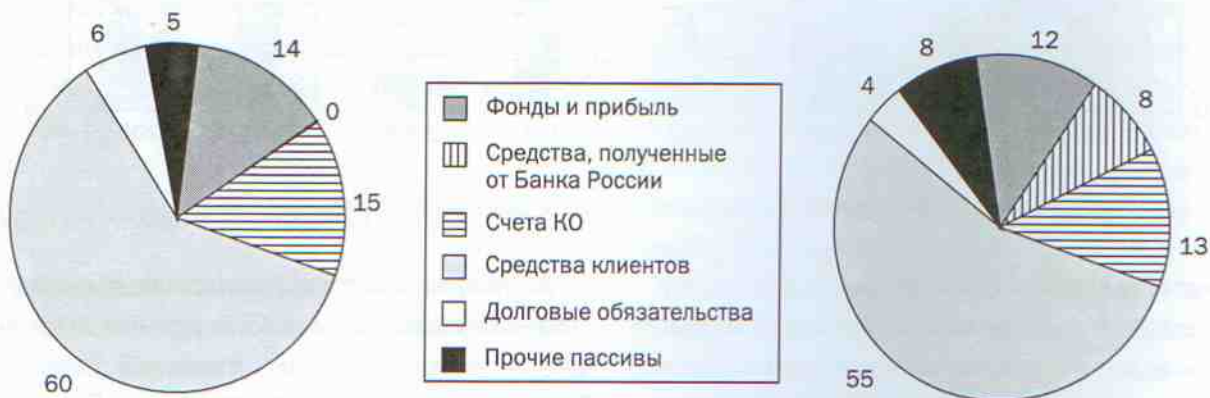 6
5
14
0
15
60
Фонды и прибыль
Средства, полученные
от Банка России
Счета КО
Средства клиентов
Долговые обязательства
Прочие пассивы
4
8
12
8
13
55